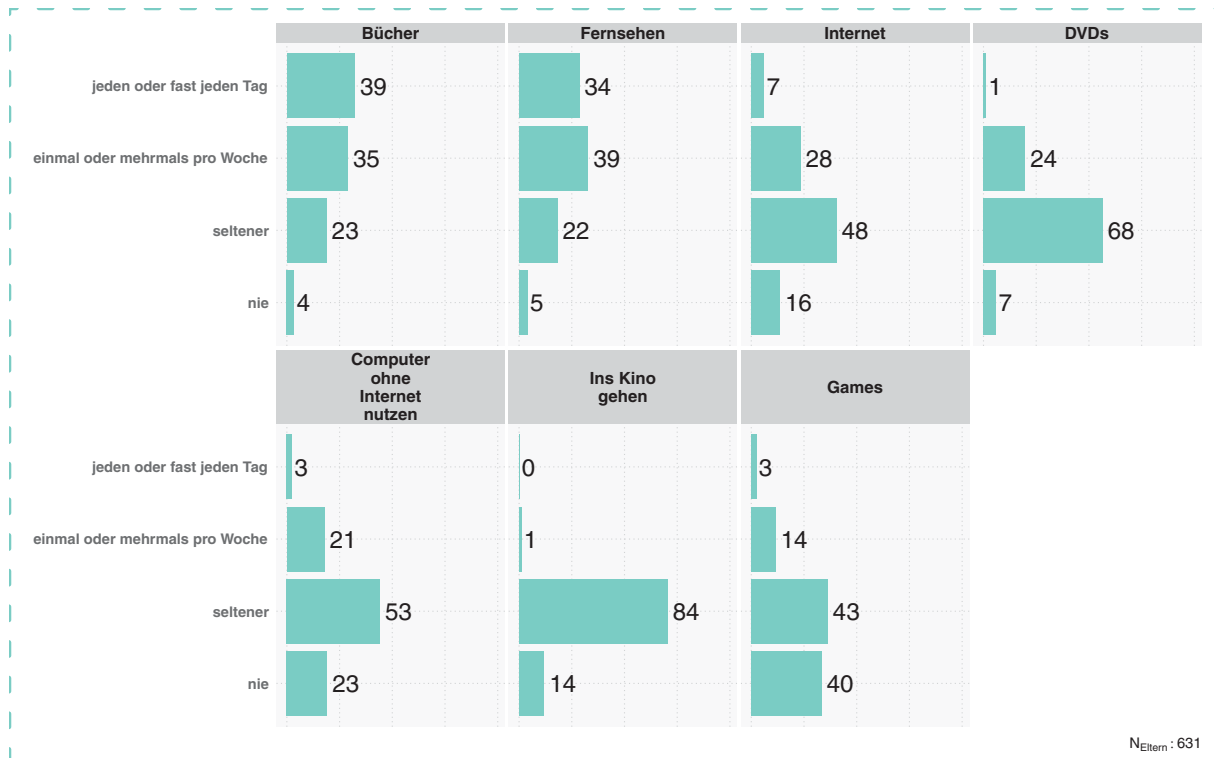 Bücher Fernsehen Internet DVDs
jeden oder fast jeden Tag 39 34 7 1
einmal oder mehrmals pro Woche 35 39 28 24
seltener 23 22 48 68
nie 4 5 16 7
Computer
ohne
Internet
nutzen
Ins Kino
gehen
Games
jeden oder fast jeden Tag 3 0 3
einmal oder mehrmals pro Woche 21 1 14
seltener 53 84 43
nie 23 14 40
NEltern : 631